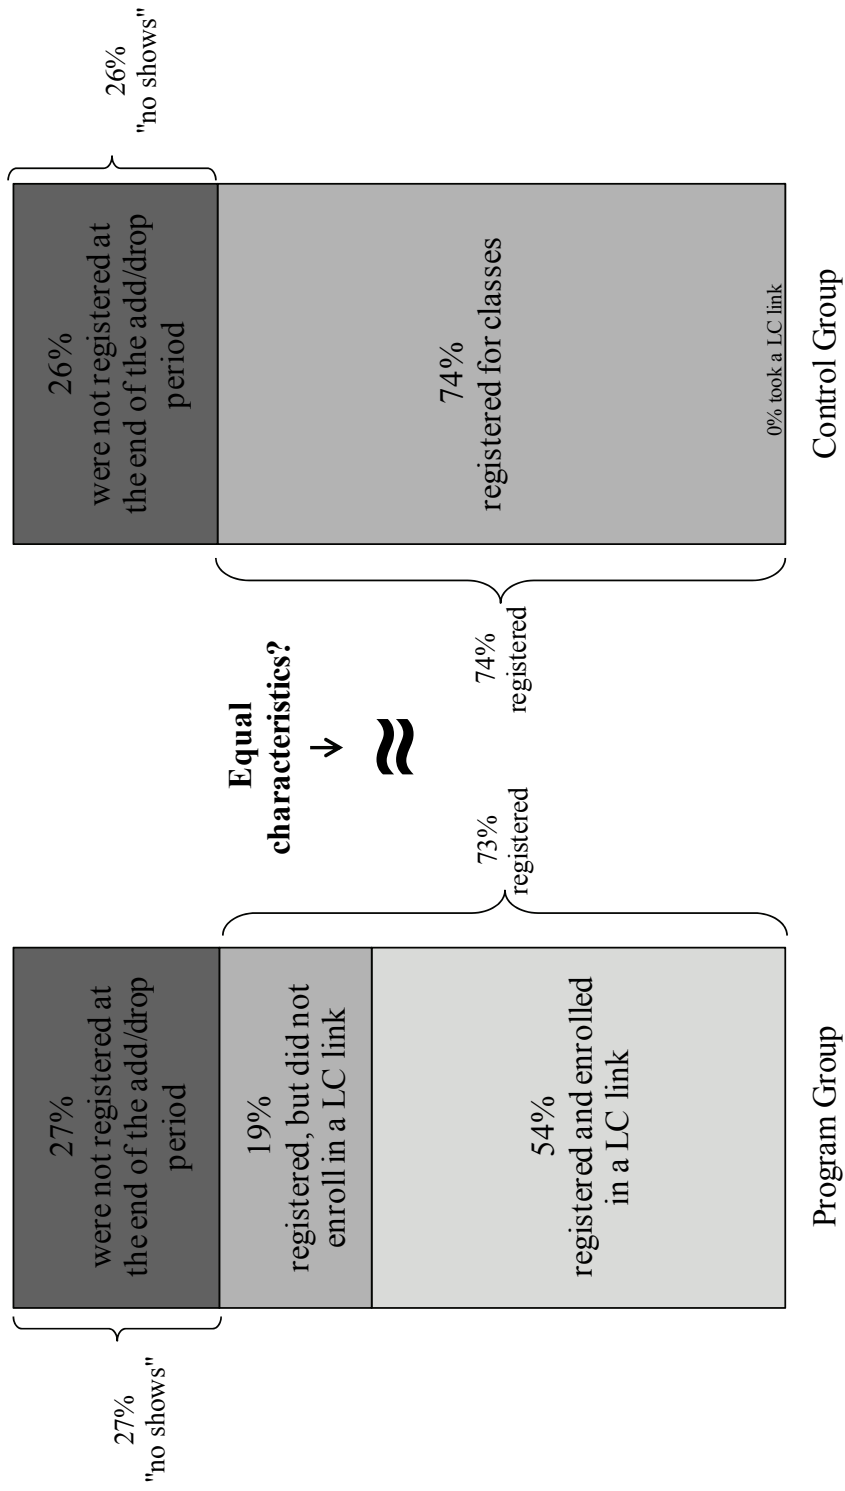 27%
"no shows"
27%
were not registered at
the end of the add/drop
period
19%
registered, but did not
enroll in a LC link
54%
registered and enrolled
in a LC link
Program Group
73%
registered
Equal
characteristics?
↓
≈
74%
registered
26%
were not registered at
the end of the add/drop
period
74%
registered for classes
0% took a LC link
Control Group
26%
"no shows"